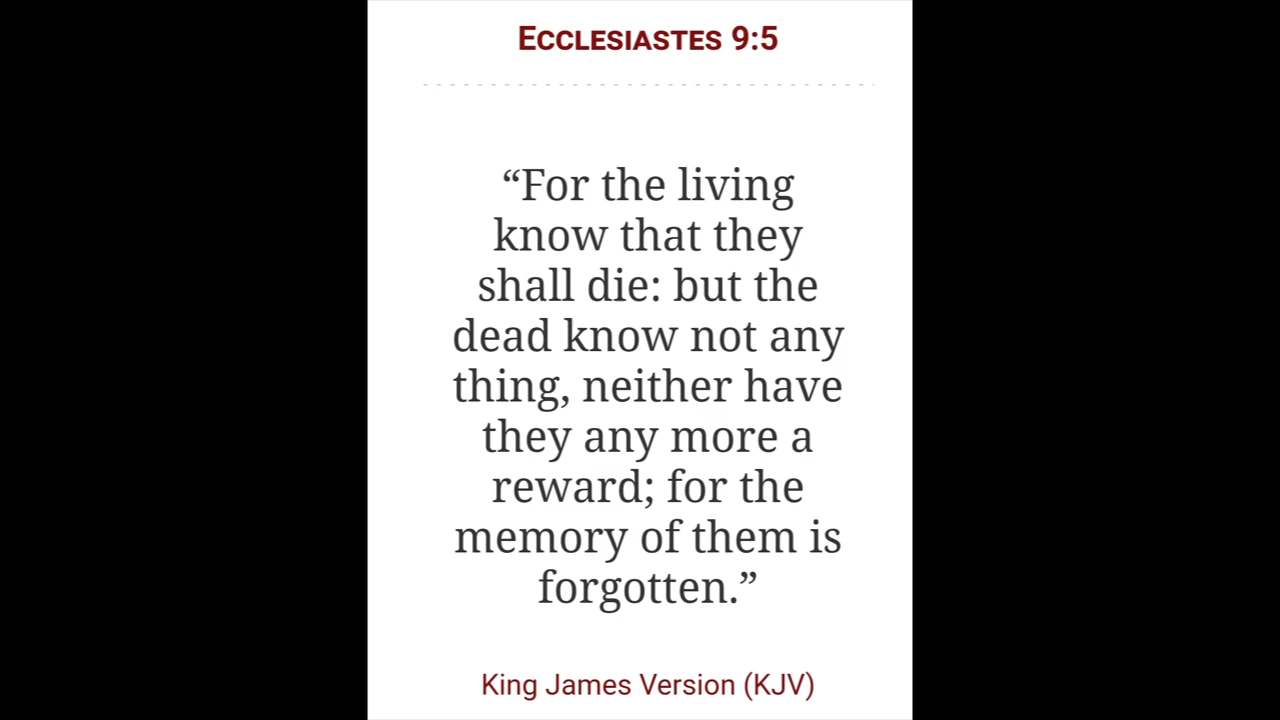 Ecclesiastes 9:5
“For the living
know that they
shall die: but the
dead know not any
thing, neither have
they any more a
reward; for the
memory of them is
forgotten.”
King James Version (KJV)